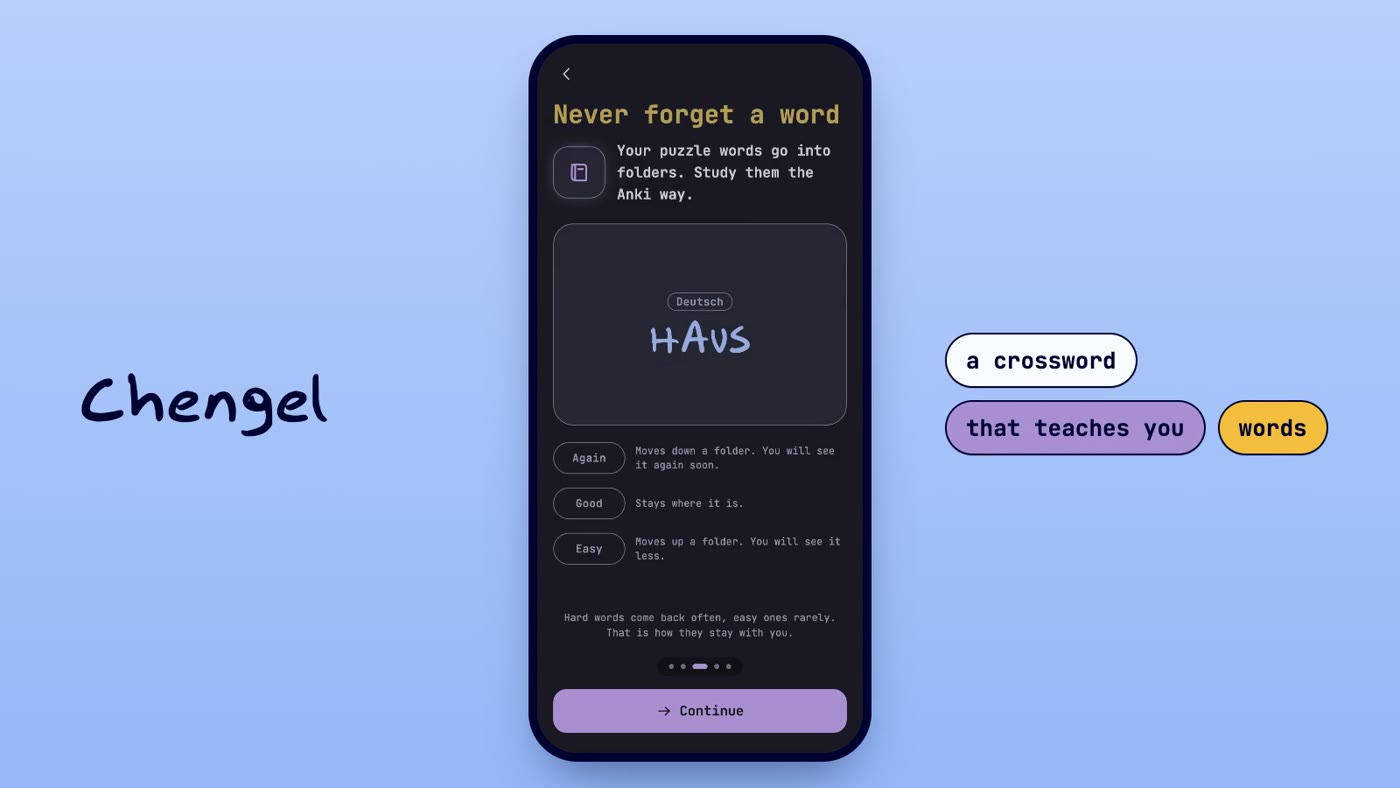 Chengel
Never forget a word
Your puzzle words go into
folders. Study them the
Anki way.
Deutsch
HAUS
Again
Moves down a folder. You will see
it again soon.
Good
Stays where it is.
Easy
Moves up a folder. You will see it
less.
Hard words come back often, easy ones rarely.
That is how they stay with you.
→ Continue
a crossword
that teaches you words